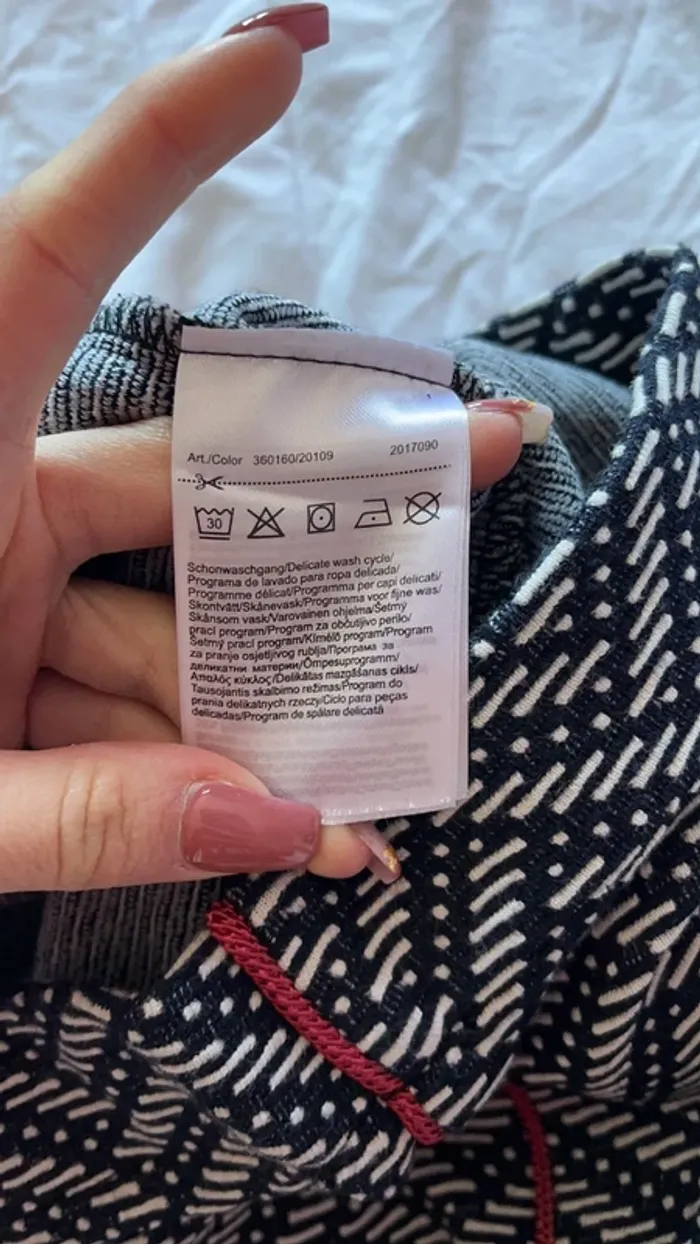 Art./Color 360160/20109 2017090
30
Schonwaschgang/Delicate wash cycle/
Programa de lavado para ropa delicada/
Programme délicat/Programma per capi delicati/
Skontvätt/Skånevask/Programma voor fijne was/
Skånsom vask/Varovainen ohjelma/Šetrný
prací program/Program za občutljivo perilo/
Šetrný prací program/Kímélő program/Program
za pranje osjetljivog rublja/Програма за
деликатни материи/Õrnpesuprogramm/
Απαλός κύκλος/Delikātas mazgāšanas cikls/
Tausojantis skalbimo režimas/Program do
prania delikatnych rzeczy/Ciclo para peças
delicadas/Program de spălare delicată